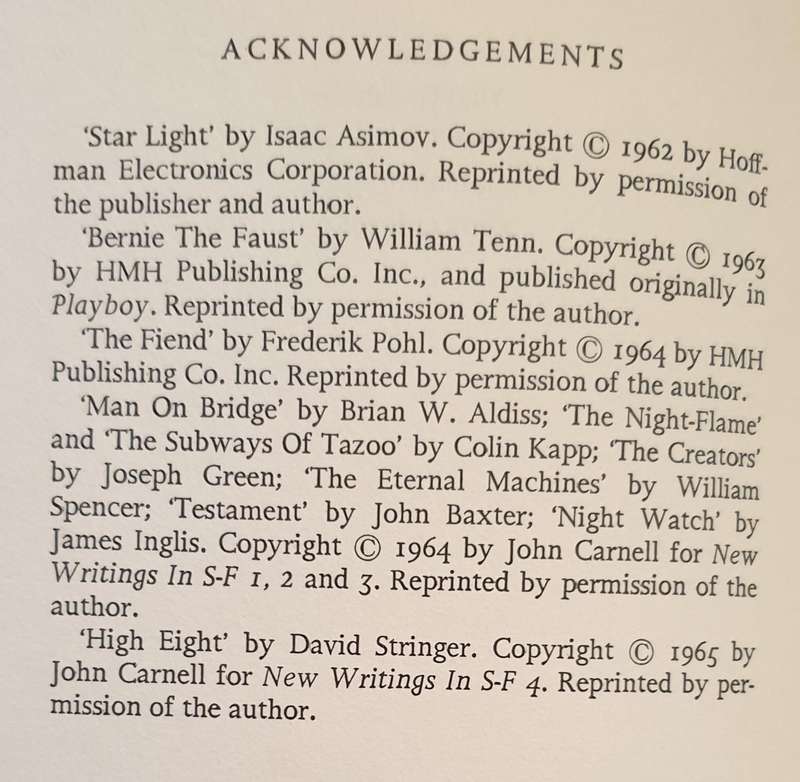 ACKNOWLEDGEMENTS
‘Star Light’ by Isaac Asimov. Copyright © 1962 by Hoff-
man Electronics Corporation. Reprinted by permission of
the publisher and author.
‘Bernie The Faust’ by William Tenn. Copyright © 1963
by HMH Publishing Co. Inc., and published originally in
Playboy. Reprinted by permission of the author.
‘The Fiend’ by Frederik Pohl. Copyright © 1964 by HMH
Publishing Co. Inc. Reprinted by permission of the author.
‘Man On Bridge’ by Brian W. Aldiss; ‘The Night-Flame’
and ‘The Subways Of Tazoo’ by Colin Kapp; ‘The Creators’
by Joseph Green; ‘The Eternal Machines’ by William
Spencer; ‘Testament’ by John Baxter; ‘Night Watch’ by
James Inglis. Copyright © 1964 by John Carnell for New
Writings In S-F 1, 2 and 3. Reprinted by permission of the
author.
‘High Eight’ by David Stringer. Copyright © 1965 by
John Carnell for New Writings In S-F 4. Reprinted by per-
mission of the author.